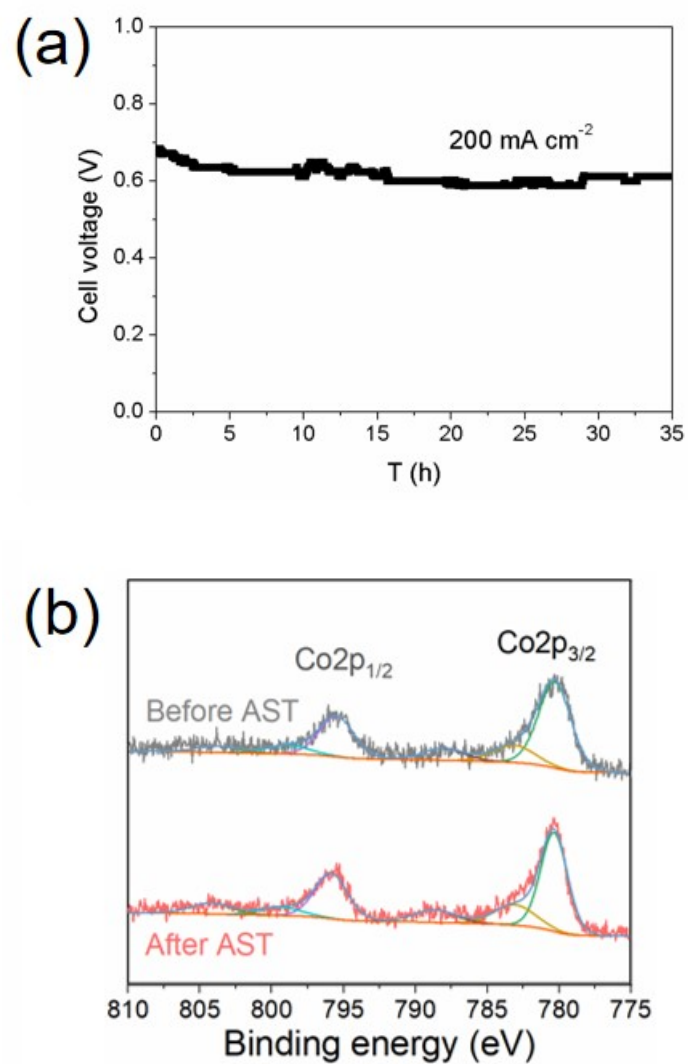 (a)
1.0
0.8
0.6
0.4
0.2
0.0
Cell voltage (V)
200 mA cm⁻²
0 5 10 15 20 25 30 35
T (h)
(b)
Co2p₁/₂
Co2p₃/₂
Before AST
After AST
810 805 800 795 790 785 780 775
Binding energy (eV)